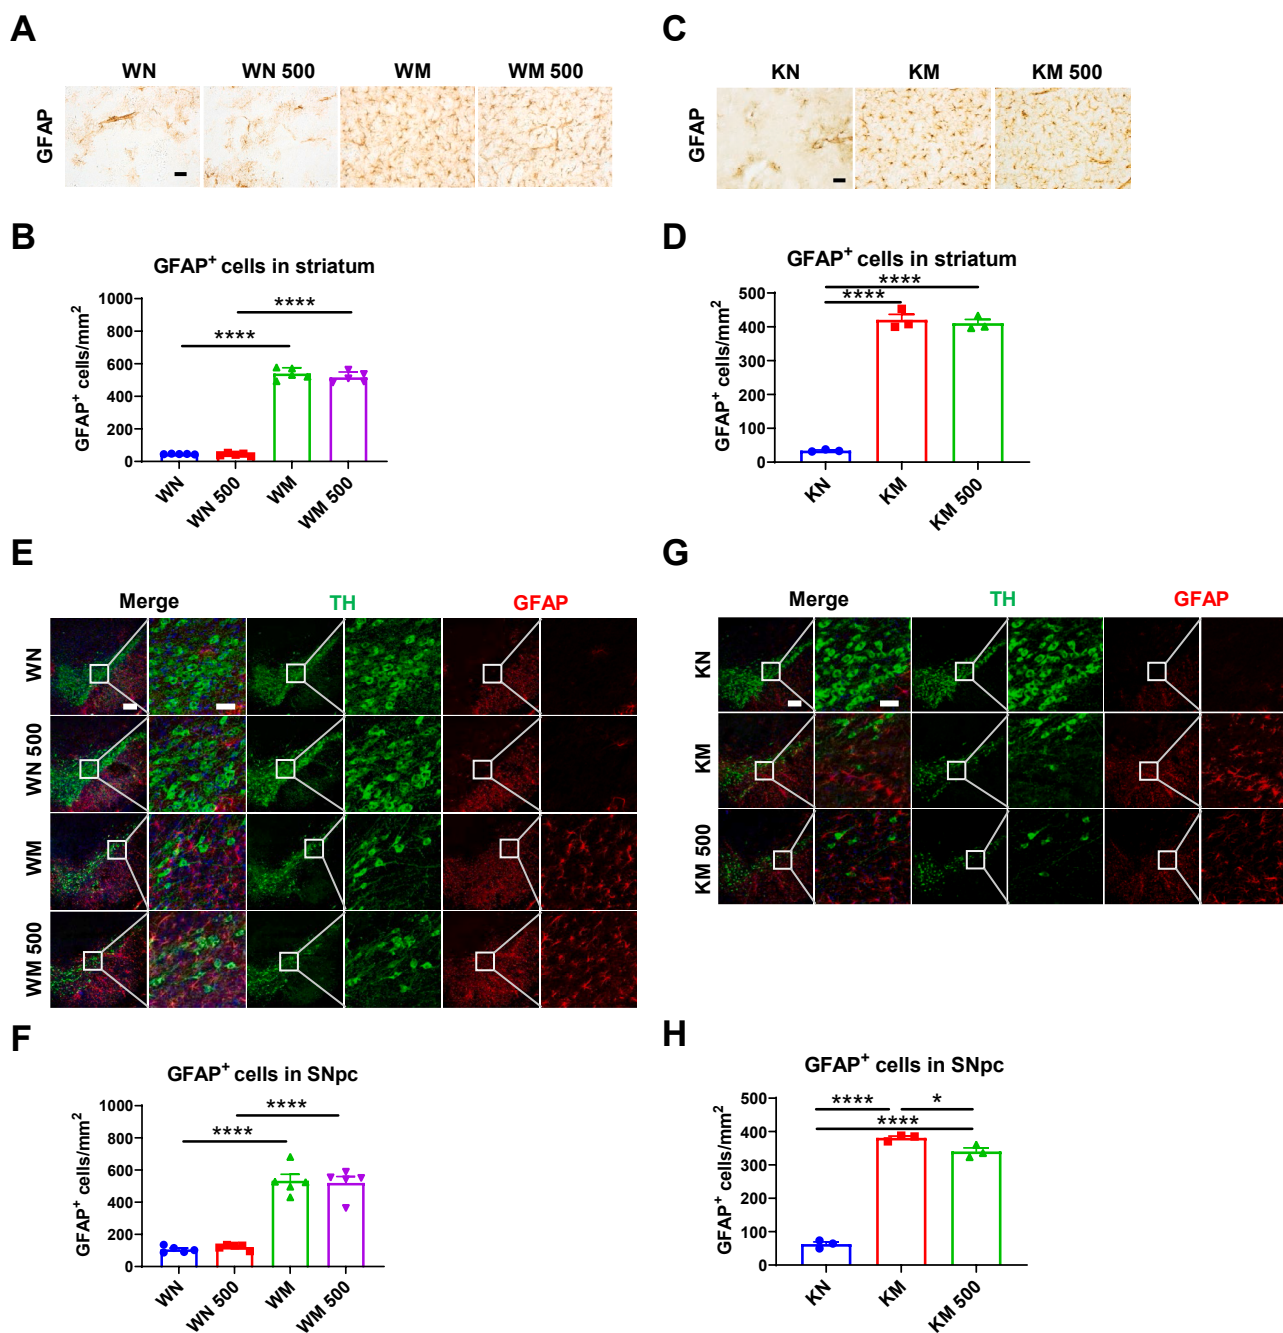 A
WN WN 500 WM WM 500
GFAP
B
GFAP+ cells in striatum
GFAP+ cells/mm2
1000
800
600
400
200
0
****
****
WN WN 500 WM WM 500
C
KN KM KM 500
GFAP
D
GFAP+ cells in striatum
GFAP+ cells/mm2
500
400
300
200
100
0
****
****
KN KM KM 500
E
Merge TH GFAP
WN
WN 500
WM
WM 500
F
GFAP+ cells in SNpc
GFAP+ cells/mm2
1000
800
600
400
200
0
****
****
WN WN 500 WM WM 500
G
Merge TH GFAP
KN
KM
KM 500
H
GFAP+ cells in SNpc
GFAP+ cells/mm2
500
400
300
200
100
0
**** *
****
KN KM KM 500